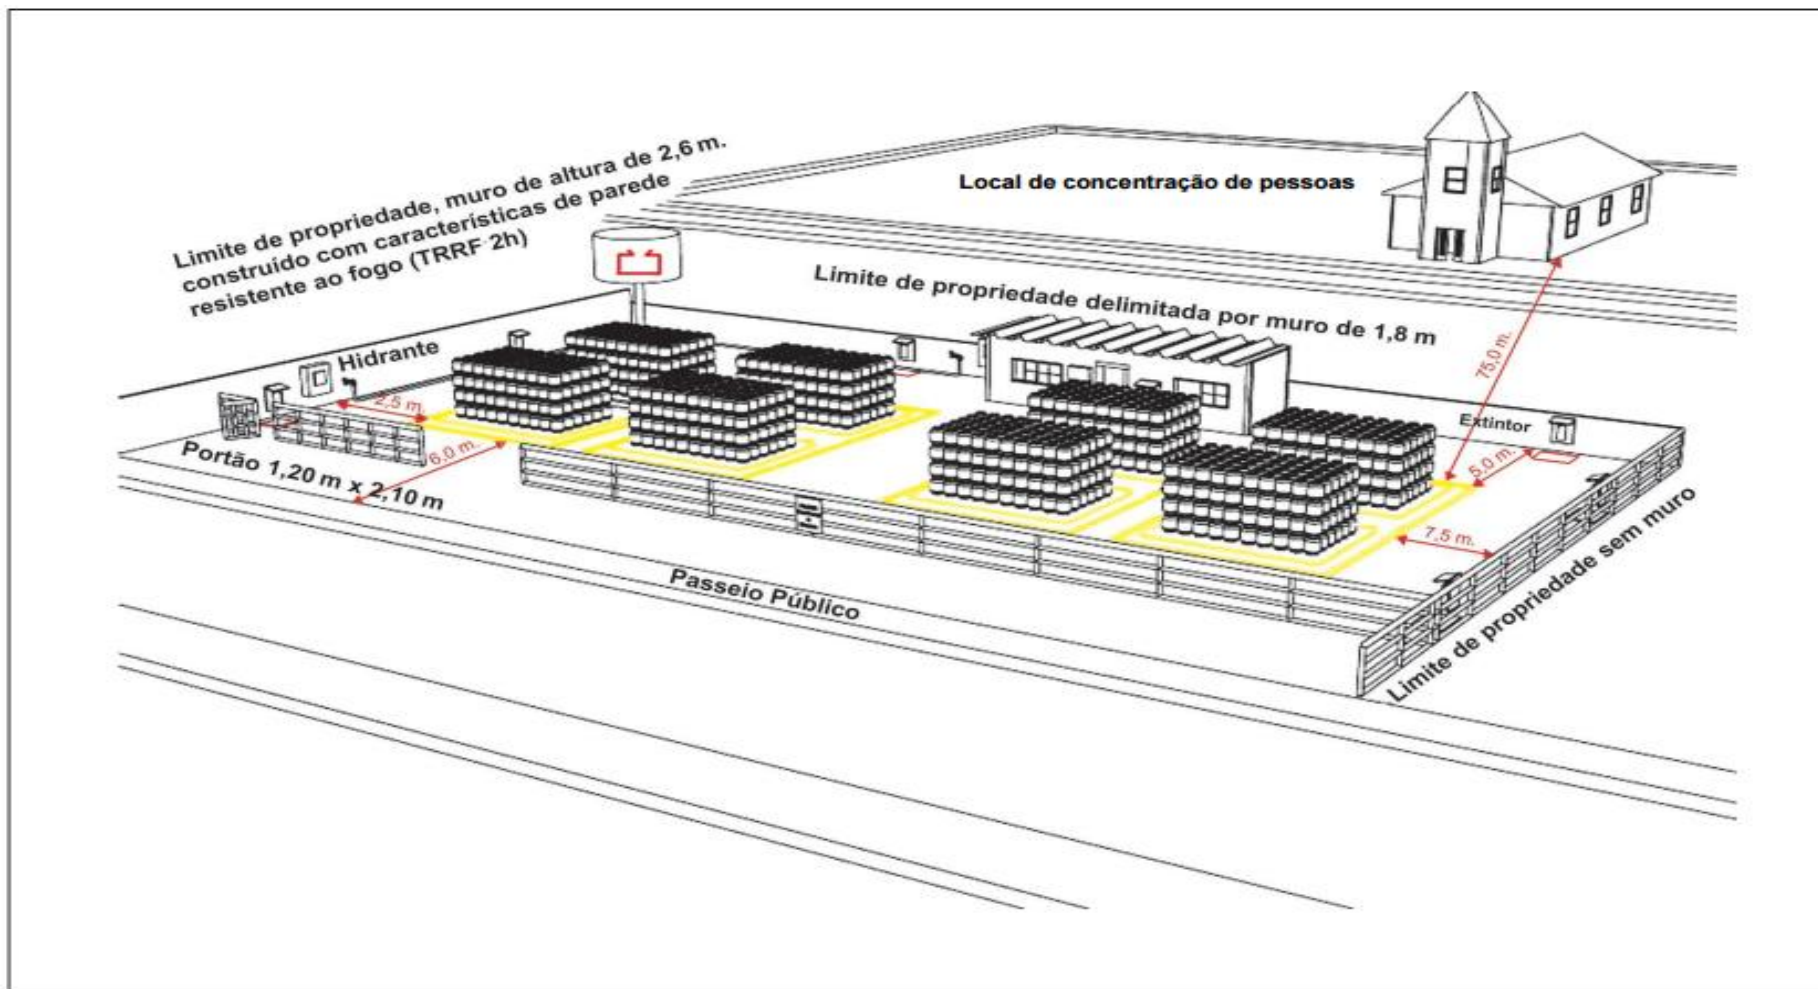 Limite de propriedade, muro de altura de 2,6 m.
construído com características de parede
resistente ao fogo (TRRF 2h)
Local de concentração de pessoas
Limite de propriedade delimitada por muro de 1,8 m
75,0 m.
Hidrante
2,5 m.
Extintor
5,0 m.
6,0 m.
Portão 1,20 m x 2,10 m
7,5 m.
Passeio Público
Limite de propriedade sem muro